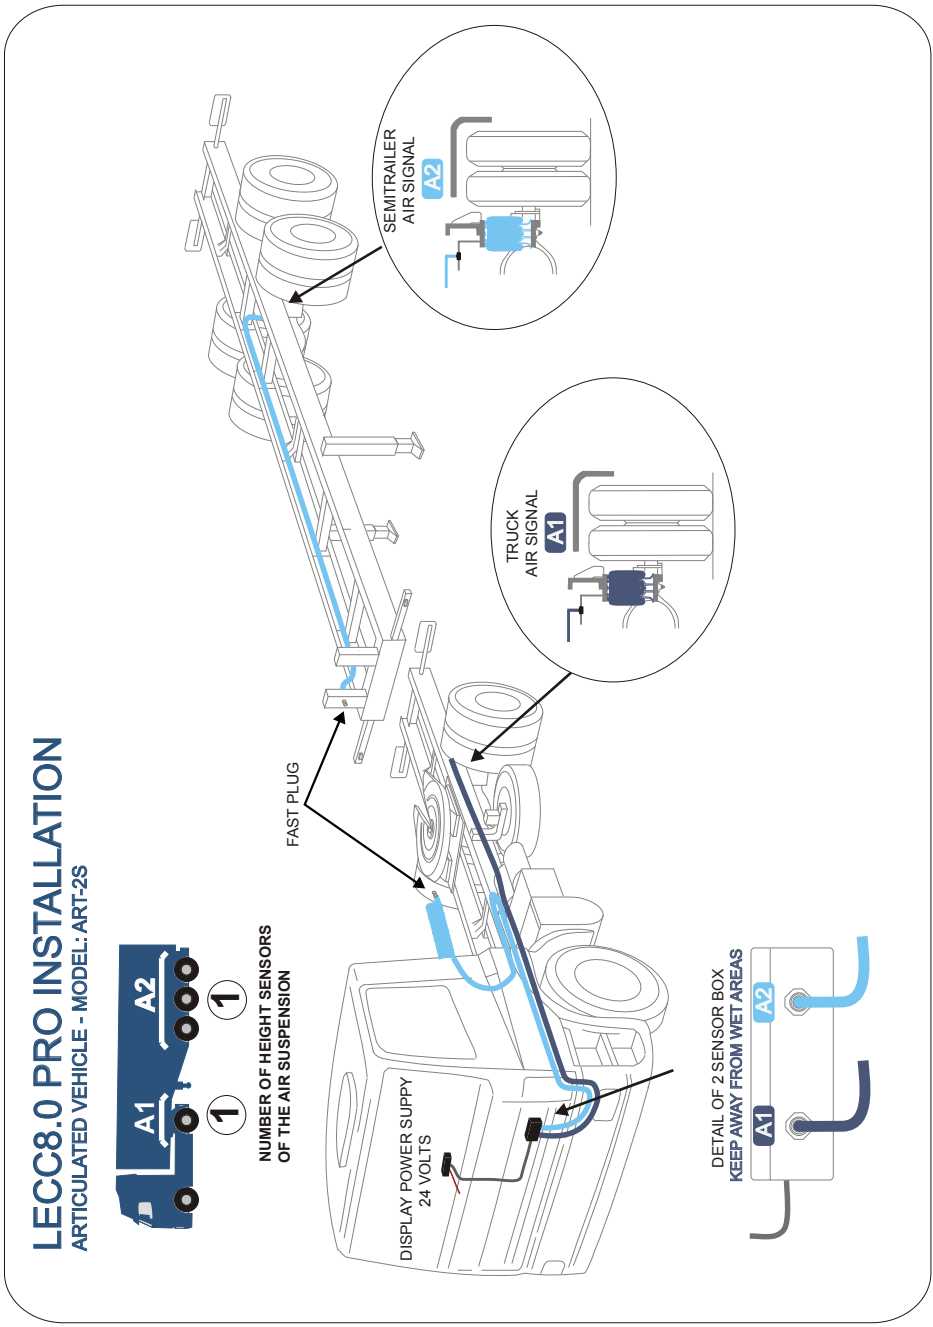 LECC8.0 PRO INSTALLATION
ARTICULATED VEHICLE - MODEL: ART-2S
A1
A2
1
1
NUMBER OF HEIGHT SENSORS
OF THE AIR SUSPENSION
FAST PLUG
SEMITRAILER
AIR SIGNAL
A2
TRUCK
AIR SIGNAL
A1
DISPLAY POWER SUPPY
24 VOLTS
DETAIL OF 2 SENSOR BOX
KEEP AWAY FROM WET AREAS
A1
A2